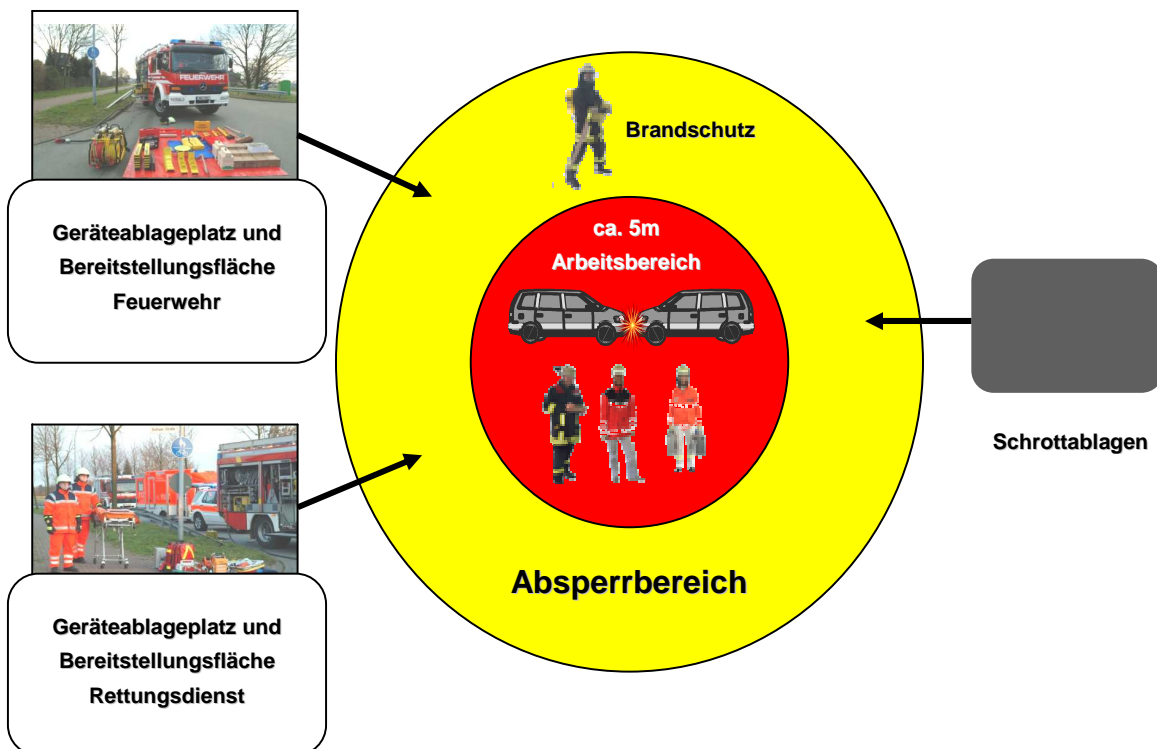 FEUERWEHR
Geräteablageplatz und
Bereitstellungsfläche
Feuerwehr
Brandschutz
ca. 5m
Arbeitsbereich
Absperrbereich
Schrottablagen
Geräteablageplatz und
Bereitstellungsfläche
Rettungsdienst